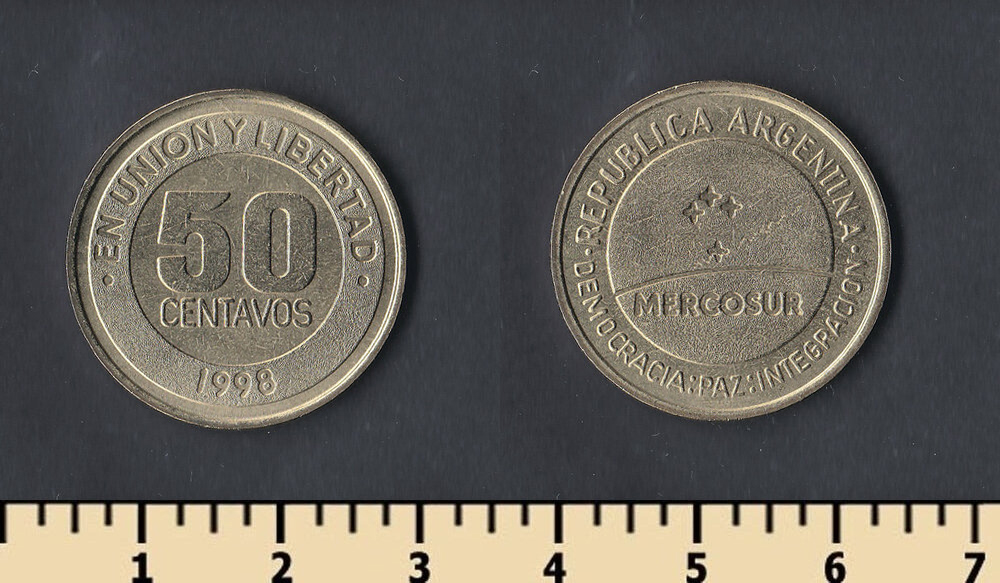 · EN UNION Y LIBERTAD ·
50
CENTAVOS
1998
· REPUBLICA ARGENTINA ·
MERCOSUR
DEMOCRACIA:PAZ:INTEGRACION
1 2 3 4 5 6 7